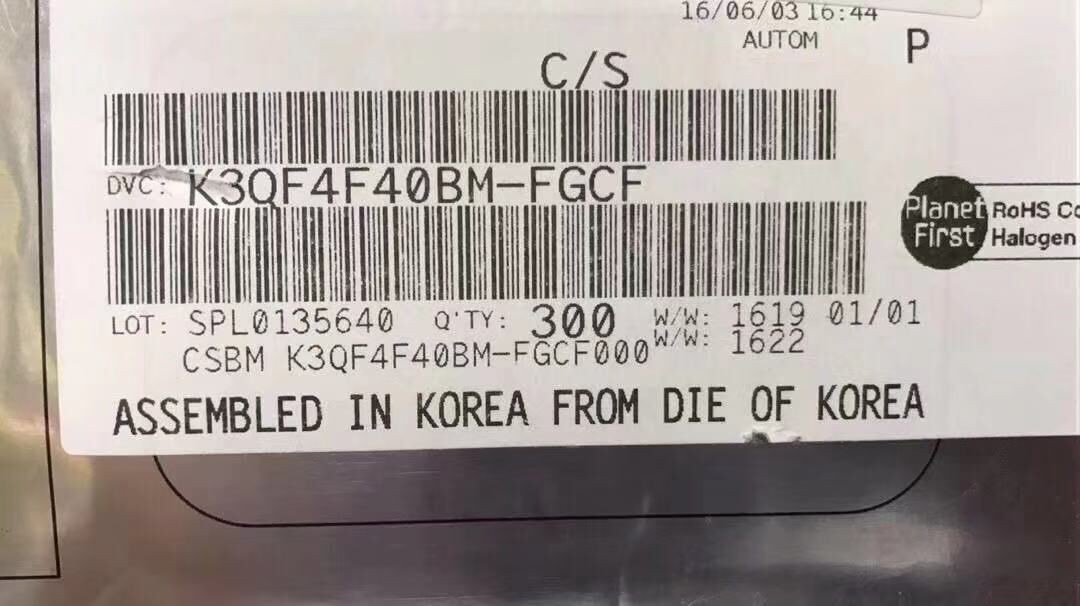 16/06/03 16:44
AUTOM
P
C/S
DVC: K3QF4F40BM-FGCF
Planet First
RoHS
Halogen
LOT: SPL0135640 Q'TY: 300 W/W: 1619 01/01
W/W: 1622
CSBM K3QF4F40BM-FGCF000
ASSEMBLED IN KOREA FROM DIE OF KOREA